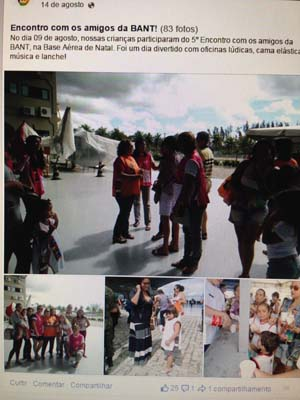 14 de agosto
Encontro com os amigos da BANT! (83 fotos)
No dia 09 de agosto, nossas crianças participaram do 5º Encontro com os amigos da
BANT, na Base Aérea de Natal. Foi um dia divertido com oficinas lúdicas, cama elástica
música e lanche!
Curtir Comentar Compartilhar 25 1 1 compartilhamento